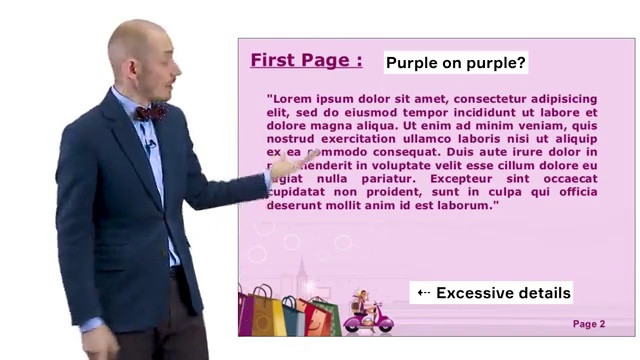 First Page :
Purple on purple?
"Lorem ipsum dolor sit amet, consectetur adipisicing
elit, sed do eiusmod tempor incididunt ut labore et
dolore magna aliqua. Ut enim ad minim veniam, quis
nostrud exercitation ullamco laboris nisi ut aliquip
ex ea commodo consequat. Duis aute irure dolor in
in voluptate velit esse cillum dolore eu
nulla pariatur. Excepteur sint occaecat
cupidatat non proident, sunt in culpa qui officia
deserunt mollit anim id est laborum."
⇠ Excessive details
Page 2